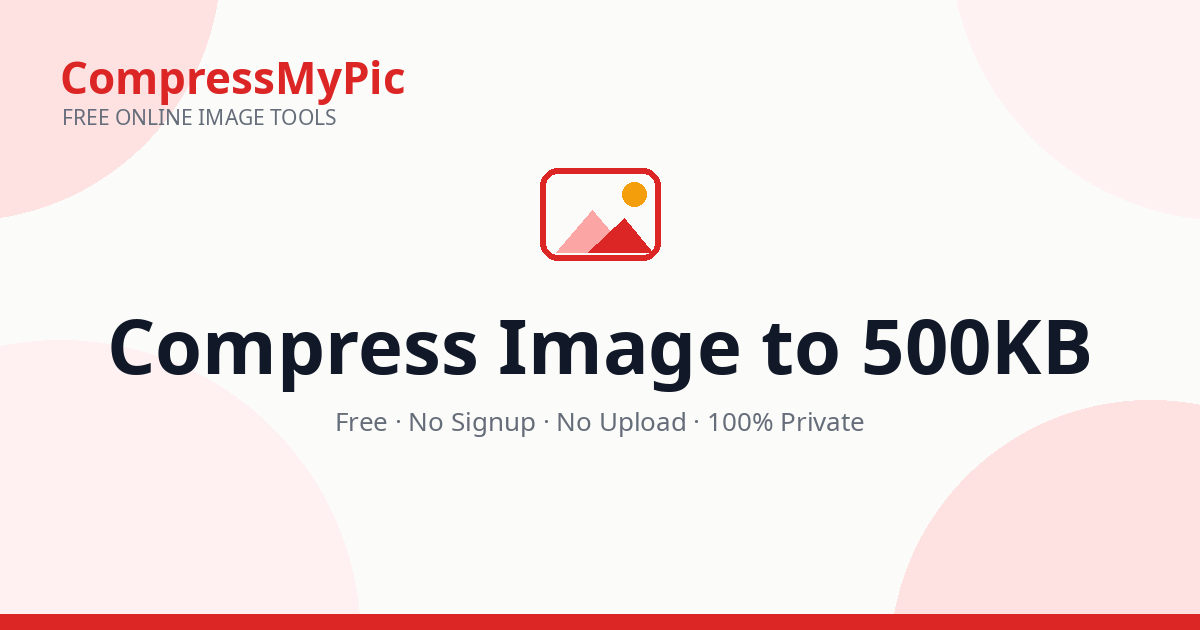 CompressMyPic
FREE ONLINE IMAGE TOOLS
Compress Image to 500KB
Free · No Signup · No Upload · 100% Private